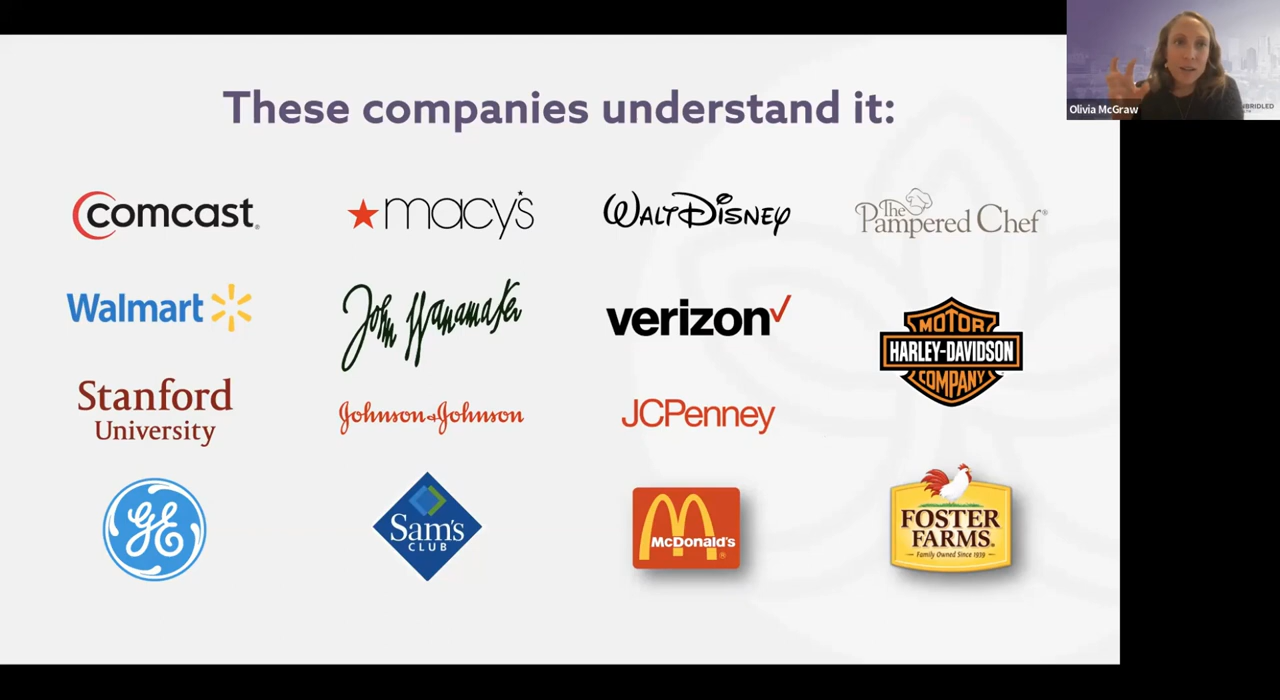 These companies understand it:
Olivia McGraw
comcast®
macy's
WALT DISNEY
The
Pampered Chef®
Walmart
John Wanamaker
verizon
MOTOR
HARLEY-DAVIDSON
COMPANY
Stanford
University
Johnson & Johnson
JCPenney
GE
Sam's
CLUB
McDonald's
®
FOSTER
FARMS®
Family Owned Since 1939